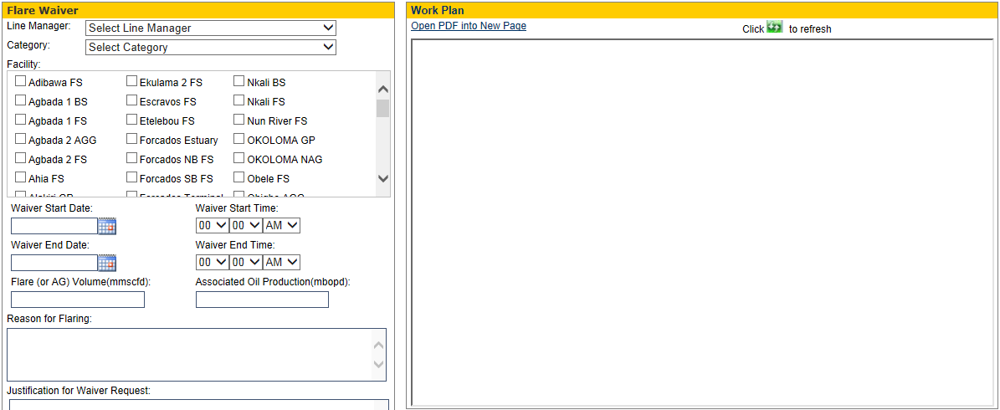 Flare Waiver
Line Manager: Select Line Manager
Category: Select Category
Facility:
Adibawa FS Ekulama 2 FS Nkali BS
Agbada 1 BS Escravos FS Nkali FS
Agbada 1 FS Etelebou FS Nun River FS
Agbada 2 AGG Forcados Estuary OKOLOMA GP
Agbada 2 FS Forcados NB FS OKOLOMA NAG
Ahia FS Forcados SB FS Obele FS
Forcados Terminal
Waiver Start Date: Waiver Start Time:
00 00 AM
Waiver End Date: Waiver End Time:
00 00 AM
Flare (or AG) Volume(mmscfd): Associated Oil Production(mbopd):
Reason for Flaring:
Justification for Waiver Request:
Work Plan
Open PDF into New Page Click to refresh